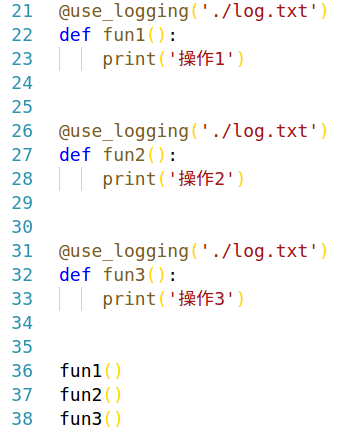 21 @use_logging('./log.txt')
22 def fun1():
23     print('操作1')
24
25
26 @use_logging('./log.txt')
27 def fun2():
28     print('操作2')
29
30
31 @use_logging('./log.txt')
32 def fun3():
33     print('操作3')
34
35
36 fun1()
37 fun2()
38 fun3()